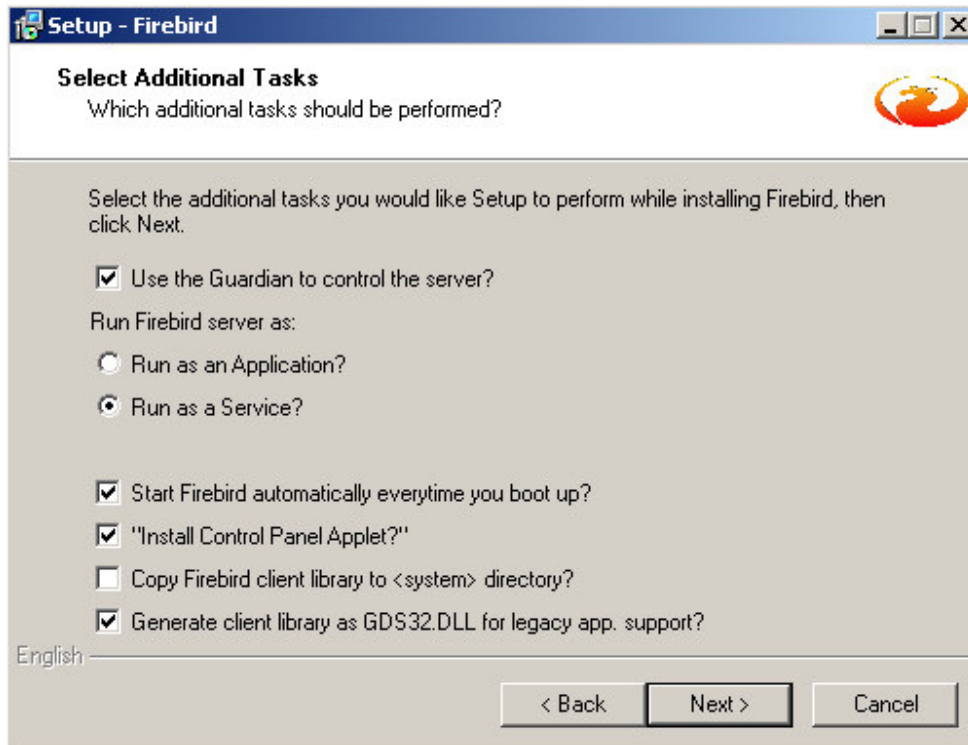 Setup - Firebird
Select Additional Tasks
Which additional tasks should be performed?
Select the additional tasks you would like Setup to perform while installing Firebird, then
click Next.
Use the Guardian to control the server?
Run Firebird server as:
Run as an Application?
Run as a Service?
Start Firebird automatically everytime you boot up?
"Install Control Panel Applet?"
Copy Firebird client library to <system> directory?
Generate client library as GDS32.DLL for legacy app. support?
English
< Back
Next >
Cancel